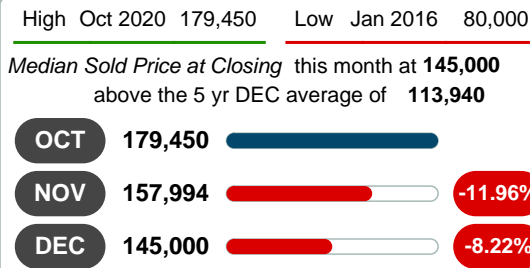 High Oct 2020 179,450 Low Jan 2016 80,000
Median Sold Price at Closing this month at 145,000
above the 5 yr DEC average of 113,940
OCT 179,450
NOV 157,994 -11.96%
DEC 145,000 -8.22%